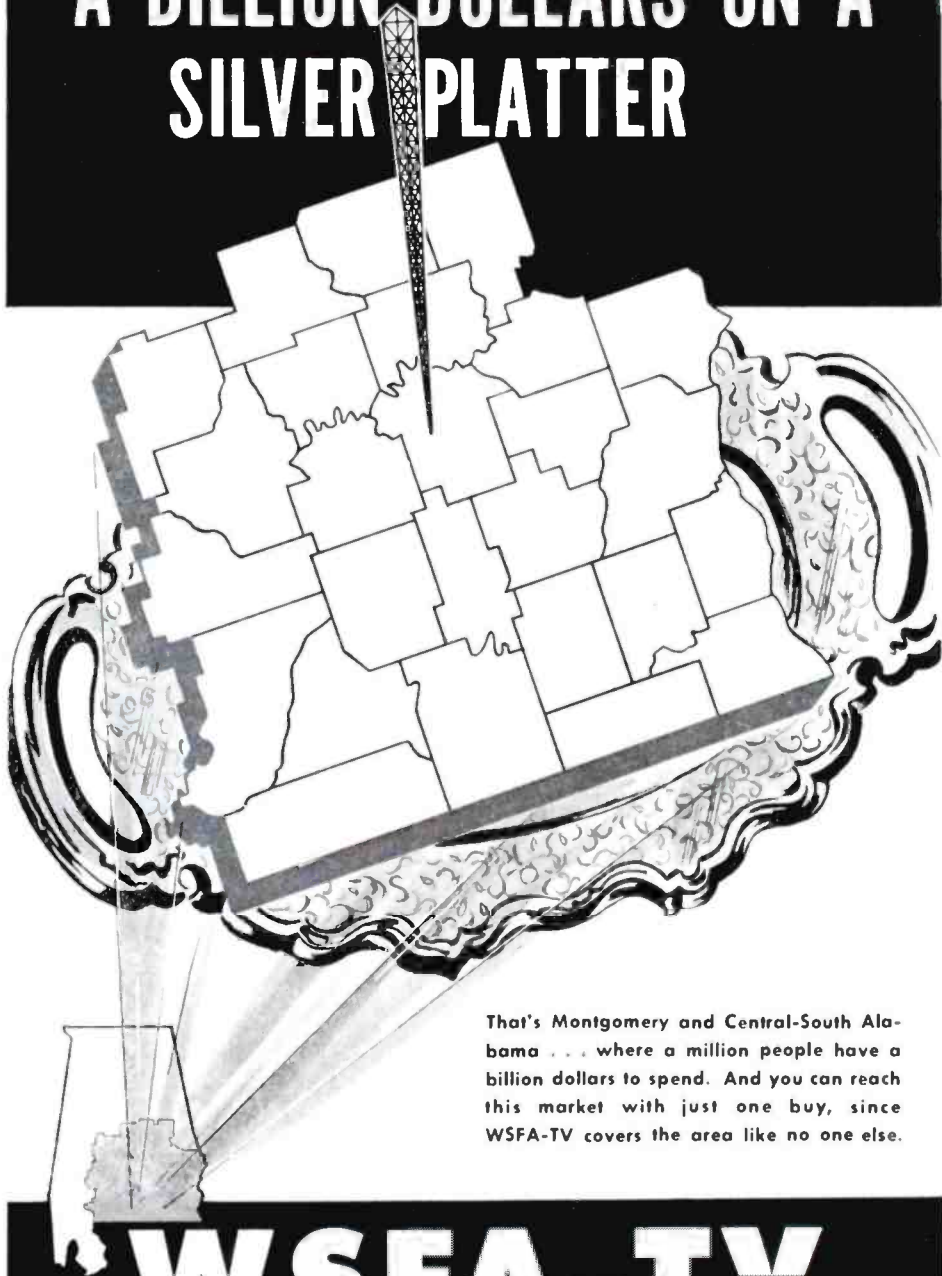 A BILLION DOLLARS ON A
SILVER PLATTER
That's Montgomery and Central-South Ala-
bama . . . where a million people have a
billion dollars to spend. And you can reach
this market with just one buy, since
WSFA-TV covers the area like no one else.
WSFA TV